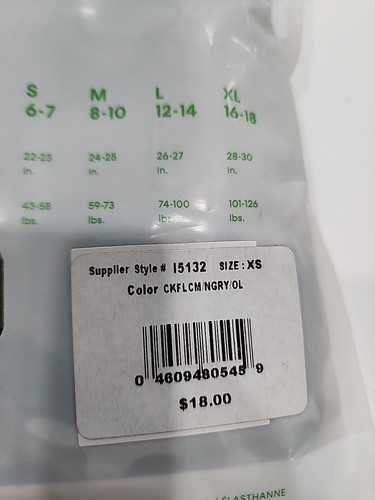 S M L XL
6-7 8-10 12-14 16-18
22-23 24-25 26-27 28-30
in. in. in. in.
43-58 59-73 74-100 101-126
lbs. lbs. lbs. lbs.
Supplier Style # I5132 SIZE : XS
Color CKFLCM/NGRY/OL
0 4609480545 9
$18.00
ÉLASTHANNE